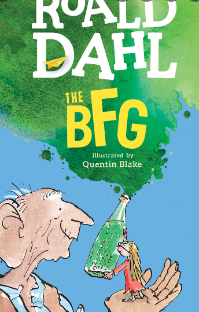 ROALD
DAHL
THE
BFG
Illustrated by
Quentin Blake